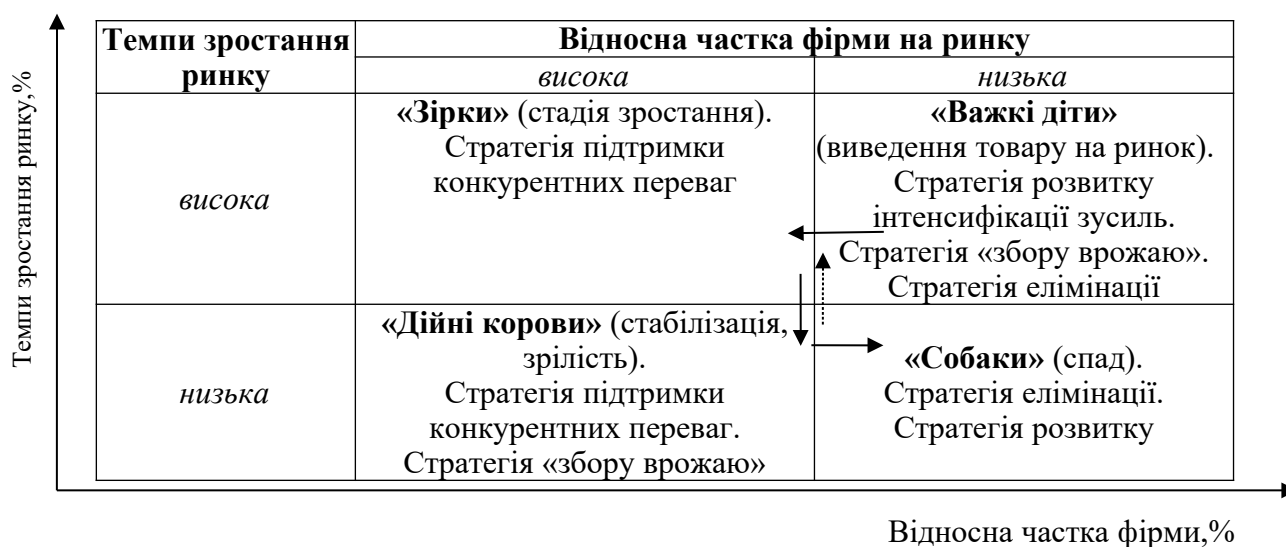 Темпи зростання ринку,%
Темпи зростання
ринку
Відносна частка фірми на ринку
висока
низька
висока
«Зірки» (стадія зростання).
Стратегія підтримки
конкурентних переваг
«Важкі діти»
(виведення товару на ринок).
Стратегія розвитку
інтенсифікації зусиль.
Стратегія «збору врожаю».
Стратегія елімінації
низька
«Дійні корови» (стабілізація,
зрілість).
Стратегія підтримки
конкурентних переваг.
Стратегія «збору врожаю»
«Собаки» (спад).
Стратегія елімінації.
Стратегія розвитку
Відносна частка фірми,%